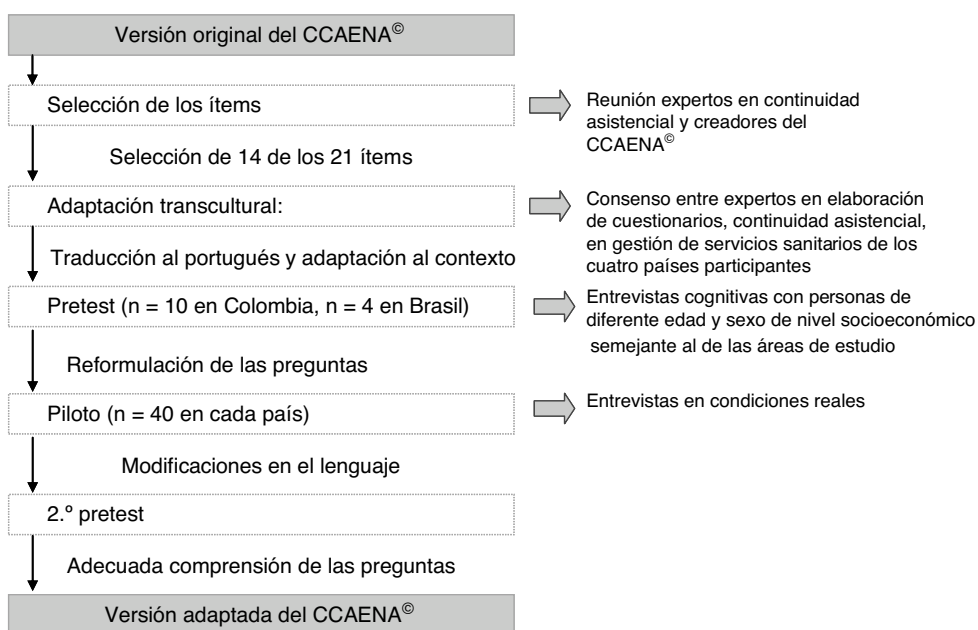 Versión original del CCAENA©
Selección de los ítems
Reunión expertos en continuidad
asistencial y creadores del
CCAENA©
Selección de 14 de los 21 ítems
Adaptación transcultural:
Consenso entre expertos en elaboración
de cuestionarios, continuidad asistencial,
en gestión de servicios sanitarios de los
cuatro países participantes
Traducción al portugués y adaptación al contexto
Pretest (n = 10 en Colombia, n = 4 en Brasil)
Entrevistas cognitivas con personas de
diferente edad y sexo de nivel socioeconómico
semejante al de las áreas de estudio
Reformulación de las preguntas
Piloto (n = 40 en cada país)
Entrevistas en condiciones reales
Modificaciones en el lenguaje
2.º pretest
Adecuada comprensión de las preguntas
Versión adaptada del CCAENA©